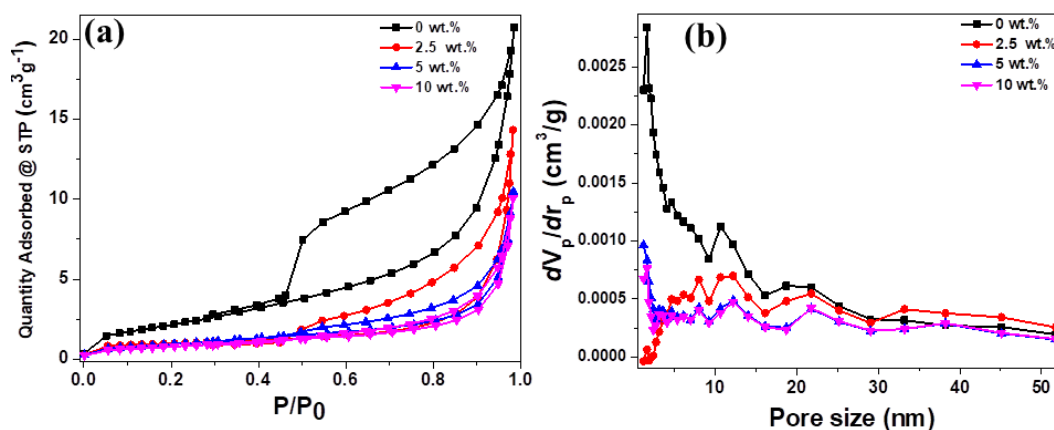 (a)
0 wt.%
2.5 wt.%
5 wt.%
10 wt.%
Quantity Adsorbed @ STP (cm³g⁻¹)
20
15
10
5
0
0.0 0.2 0.4 0.6 0.8 1.0
P/P₀
(b)
0 wt.%
2.5 wt.%
5 wt.%
10 wt.%
dVₚ/drₚ (cm³/g)
0.0025
0.0020
0.0015
0.0010
0.0005
0.0000
10 20 30 40 50
Pore size (nm)